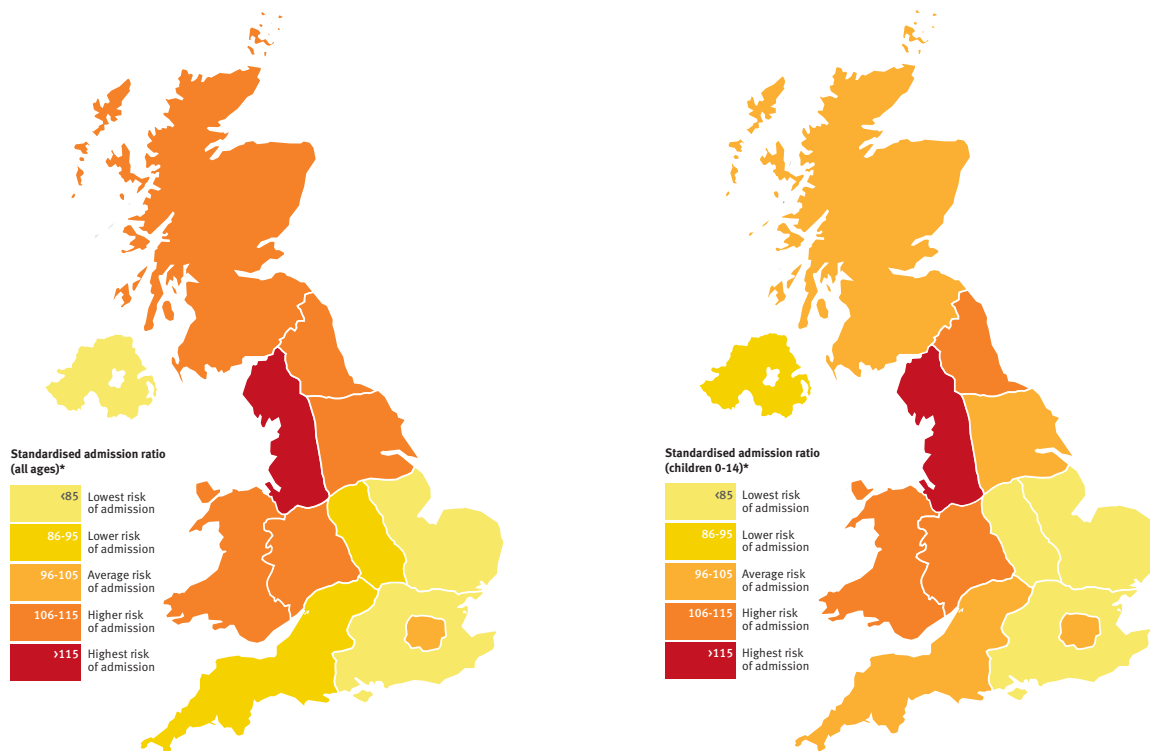 Standardised admission ratio
(all ages)*
<85 Lowest risk
of admission
86-95 Lower risk
of admission
96-105 Average risk
of admission
106-115 Higher risk
of admission
>115 Highest risk
of admission
Standardised admission ratio
(children 0-14)*
<85 Lowest risk
of admission
86-95 Lower risk
of admission
96-105 Average risk
of admission
106-115 Higher risk
of admission
>115 Highest risk
of admission